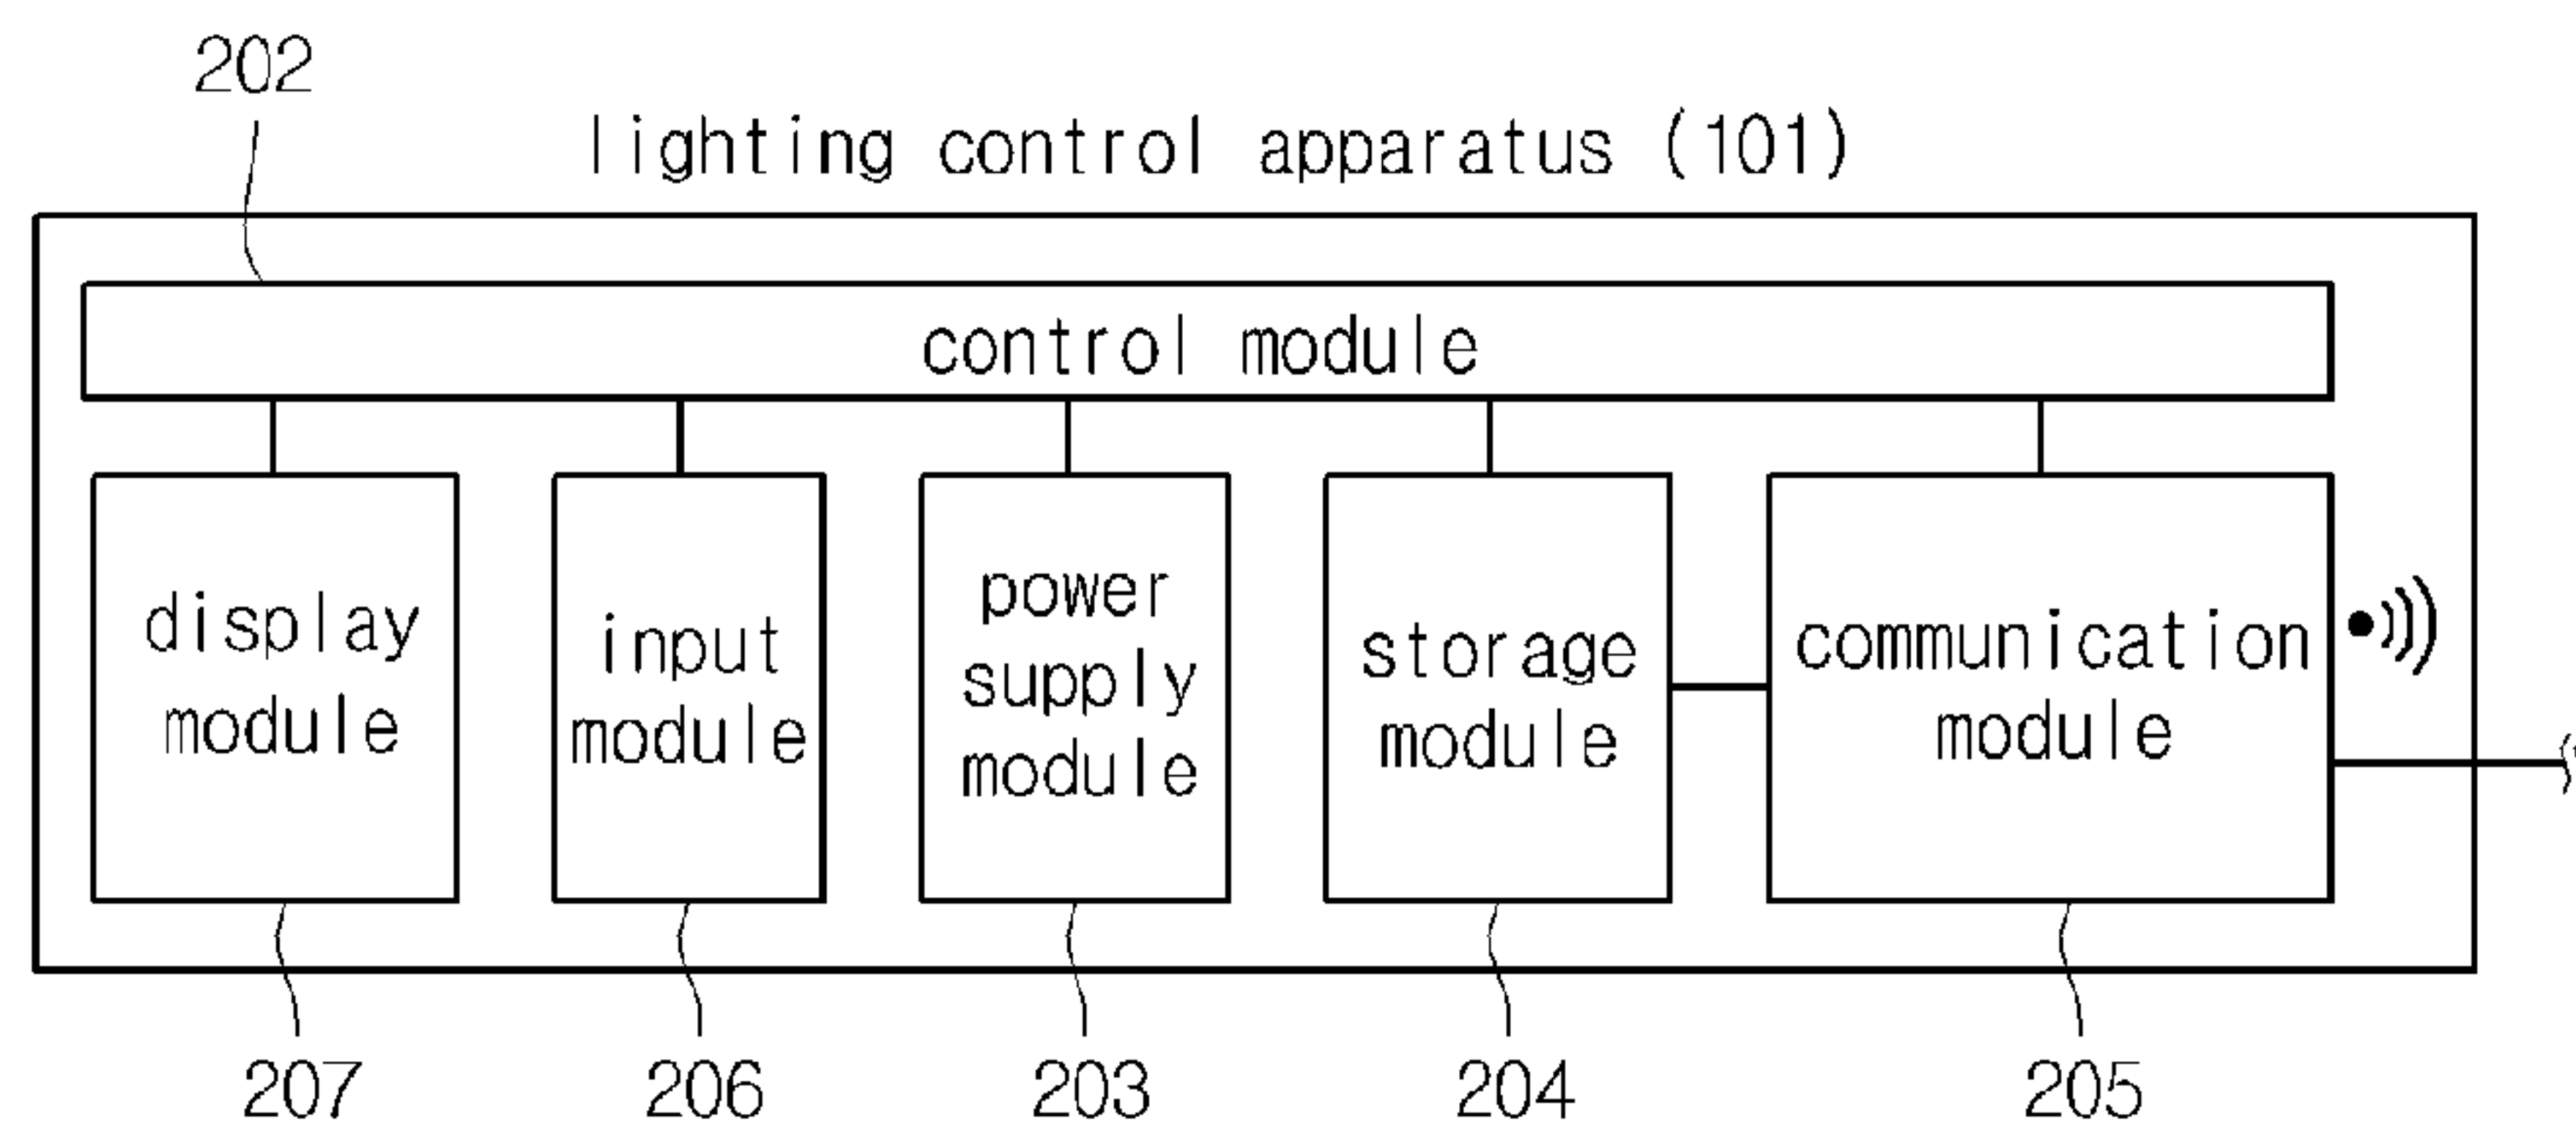 202
lighting control apparatus (101)
control module
display
module
input
module
power
supply
module
storage
module
communication
module
207
206
203
204
205